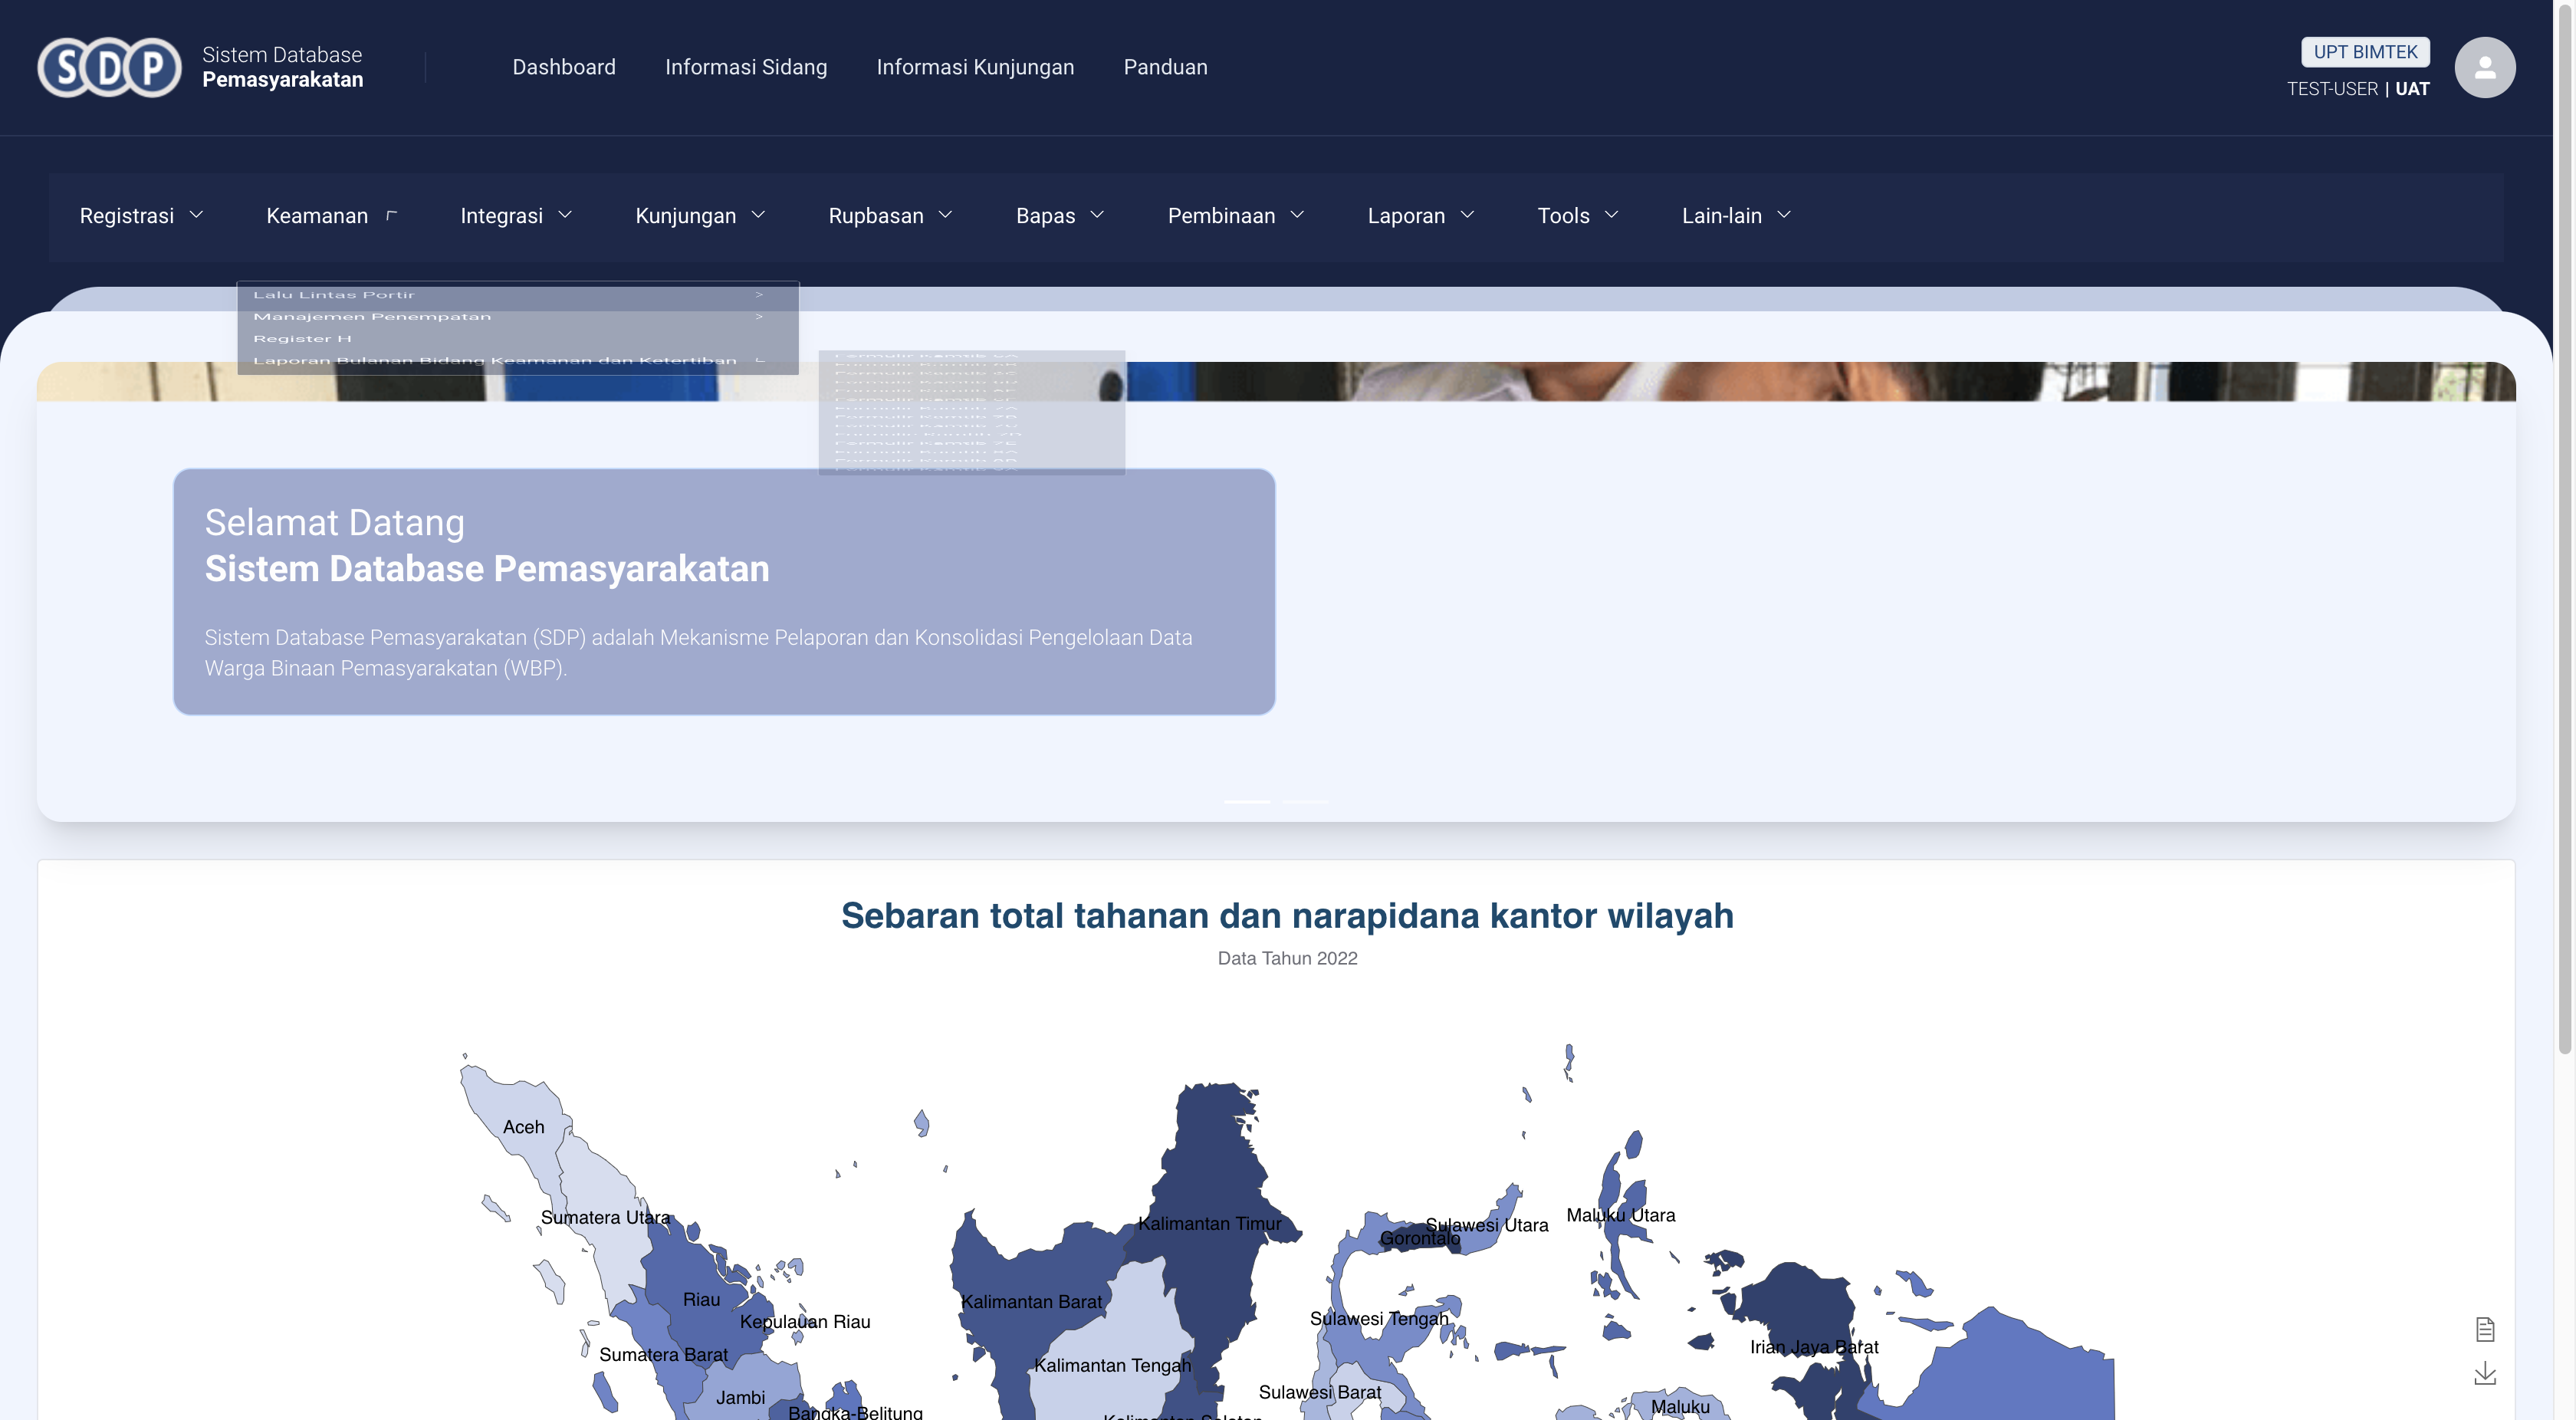 SDP
Sistem Database
Pemasyarakatan
Dashboard
Informasi Sidang
Informasi Kunjungan
Panduan
UPT BIMTEK
TEST-USER | UAT
Registrasi
Keamanan
Integrasi
Kunjungan
Rupbasan
Bapas
Pembinaan
Laporan
Tools
Lain-lain
Lalu Lintas Portir >
Manajemen Penempatan >
Register H
Laporan Bulanan Bidang Keamanan dan Ketertiban
Selamat Datang
Sistem Database Pemasyarakatan
Sistem Database Pemasyarakatan (SDP) adalah Mekanisme Pelaporan dan Konsolidasi Pengelolaan Data
Warga Binaan Pemasyarakatan (WBP).
Sebaran total tahanan dan narapidana kantor wilayah
Data Tahun 2022
Aceh
Sumatera Utara
Kalimantan Timur
Sulawesi Utara
Maluku Utara
Gorontalo
Riau
Kalimantan Barat
Kepulauan Riau
Sulawesi Tengah
Irian Jaya Barat
Sumatera Barat
Kalimantan Tengah
Sulawesi Barat
Jambi
Maluku
Bangka-Belitung